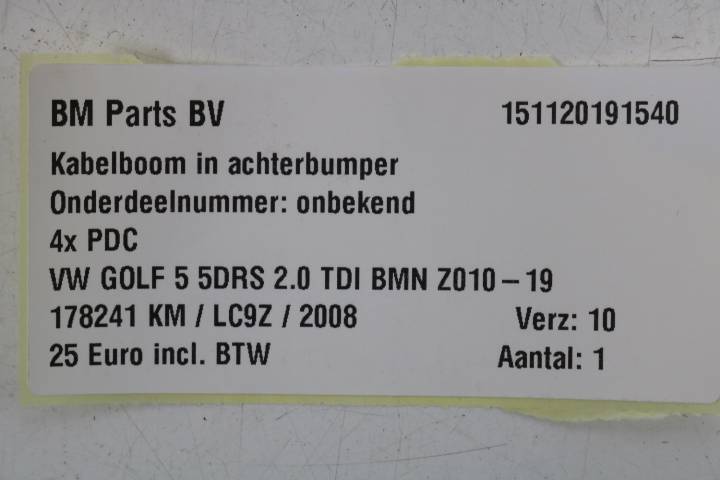 BM Parts BV 151120191540
Kabelboom in achterbumper
Onderdeelnummer: onbekend
4x PDC
VW GOLF 5 5DRS 2.0 TDI BMN Z010 – 19
178241 KM / LC9Z / 2008 Verz: 10
25 Euro incl. BTW Aantal: 1